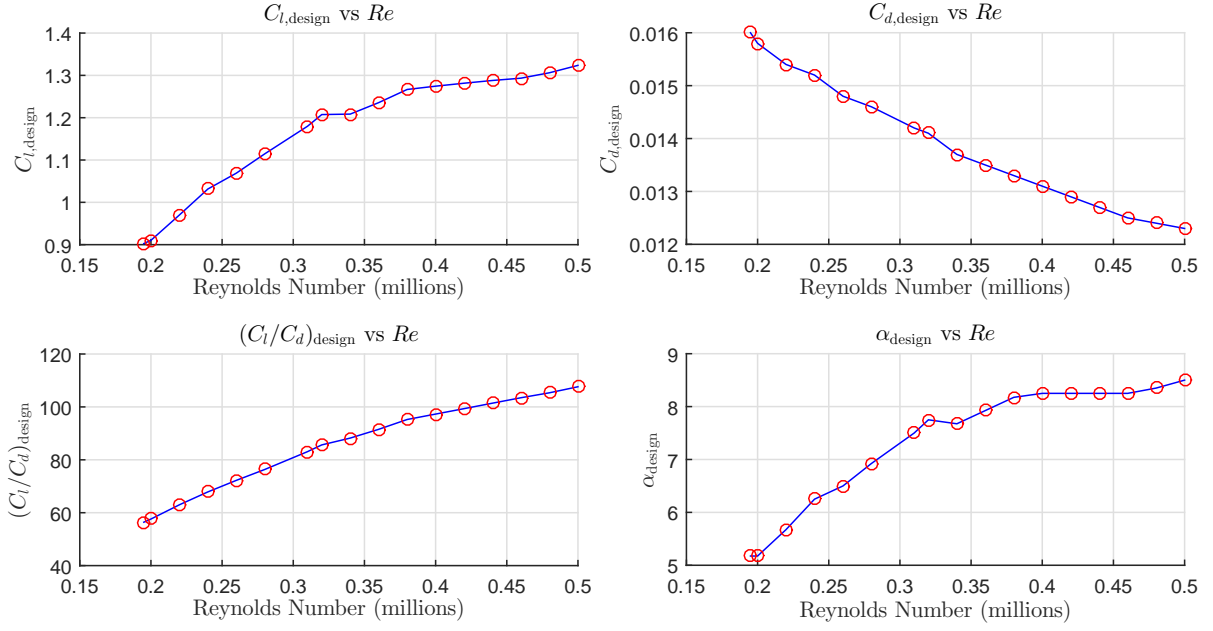 C_{l,design} vs Re
1.4
1.3
1.2
1.1
1
0.9
C_{l,design}
0.15 0.2 0.25 0.3 0.35 0.4 0.45 0.5
Reynolds Number (millions)
C_{d,design} vs Re
0.016
0.015
0.014
0.013
0.012
C_{d,design}
0.15 0.2 0.25 0.3 0.35 0.4 0.45 0.5
Reynolds Number (millions)
(C_l/C_d)_{design} vs Re
120
100
80
60
40
(C_l/C_d)_{design}
0.15 0.2 0.25 0.3 0.35 0.4 0.45 0.5
Reynolds Number (millions)
α_{design} vs Re
9
8
7
6
5
α_{design}
0.15 0.2 0.25 0.3 0.35 0.4 0.45 0.5
Reynolds Number (millions)